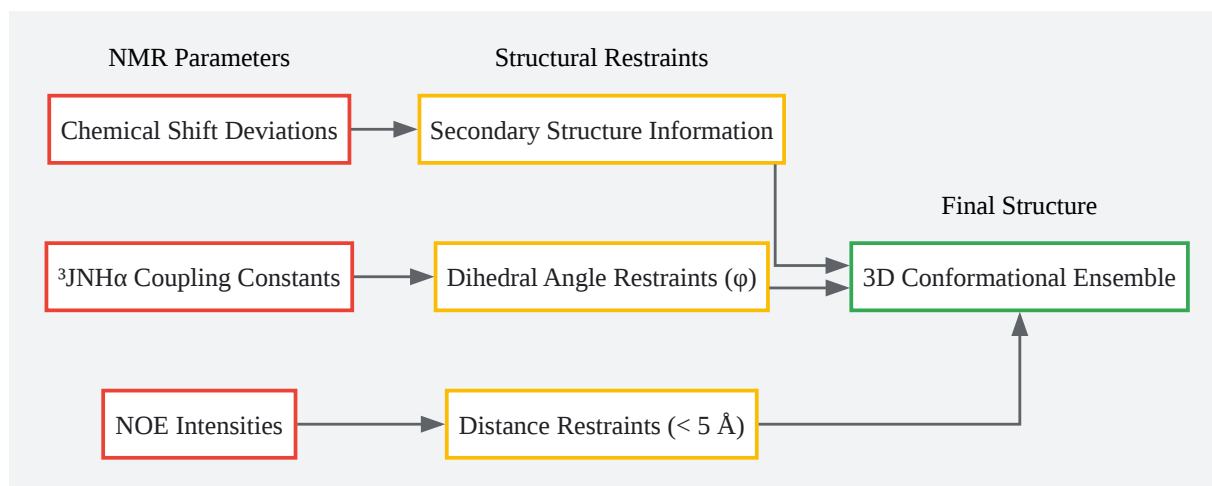 NMR Parameters
Structural Restraints
Chemical Shift Deviations
Secondary Structure Information
Final Structure
³JNHα Coupling Constants
Dihedral Angle Restraints (φ)
3D Conformational Ensemble
NOE Intensities
Distance Restraints (< 5 Å)